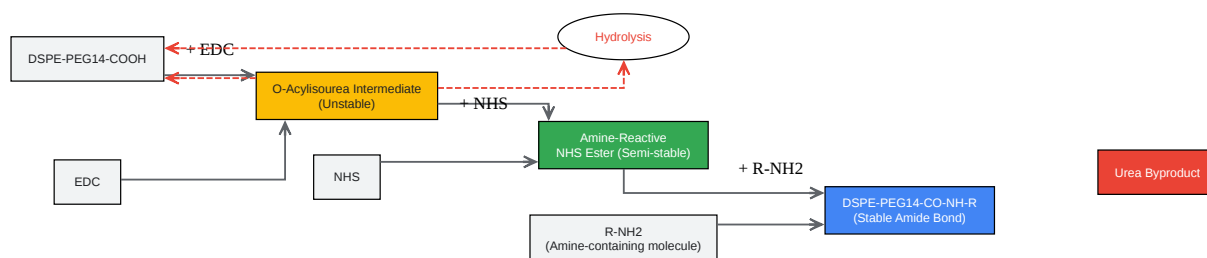 Hydrolysis
+ EDC
DSPE-PEG14-COOH
O-Acylisourea Intermediate
(Unstable)
+ NHS
Amine-Reactive
NHS Ester (Semi-stable)
EDC
NHS
+ R-NH2
Urea Byproduct
DSPE-PEG14-CO-NH-R
(Stable Amide Bond)
R-NH2
(Amine-containing molecule)